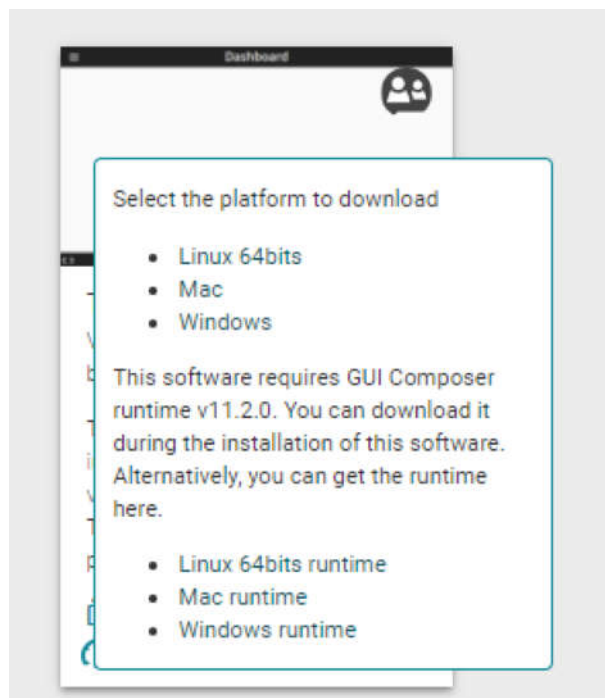 Dashboard
Select the platform to download
Linux 64bits
Mac
Windows
This software requires GUI Composer
runtime v11.2.0. You can download it
during the installation of this software.
Alternatively, you can get the runtime
here.
Linux 64bits runtime
Mac runtime
Windows runtime